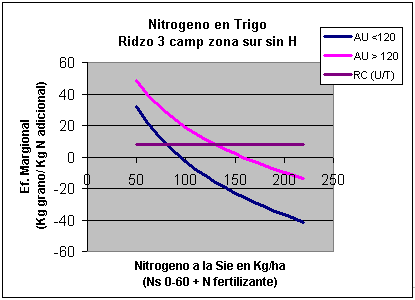 Nitrogeno en Trigo
Ridzo 3 camp zona sur sin H
AU <120
AU > 120
RC (U/T)
60
40
20
0
-20
-40
-60
0
50
100
150
200
250
Ef. Margional
(Kg grano/ Kg N adicional)
Nitrogeno a la Sie en Kg/ha
(Ns 0-60 + N fertilizante)